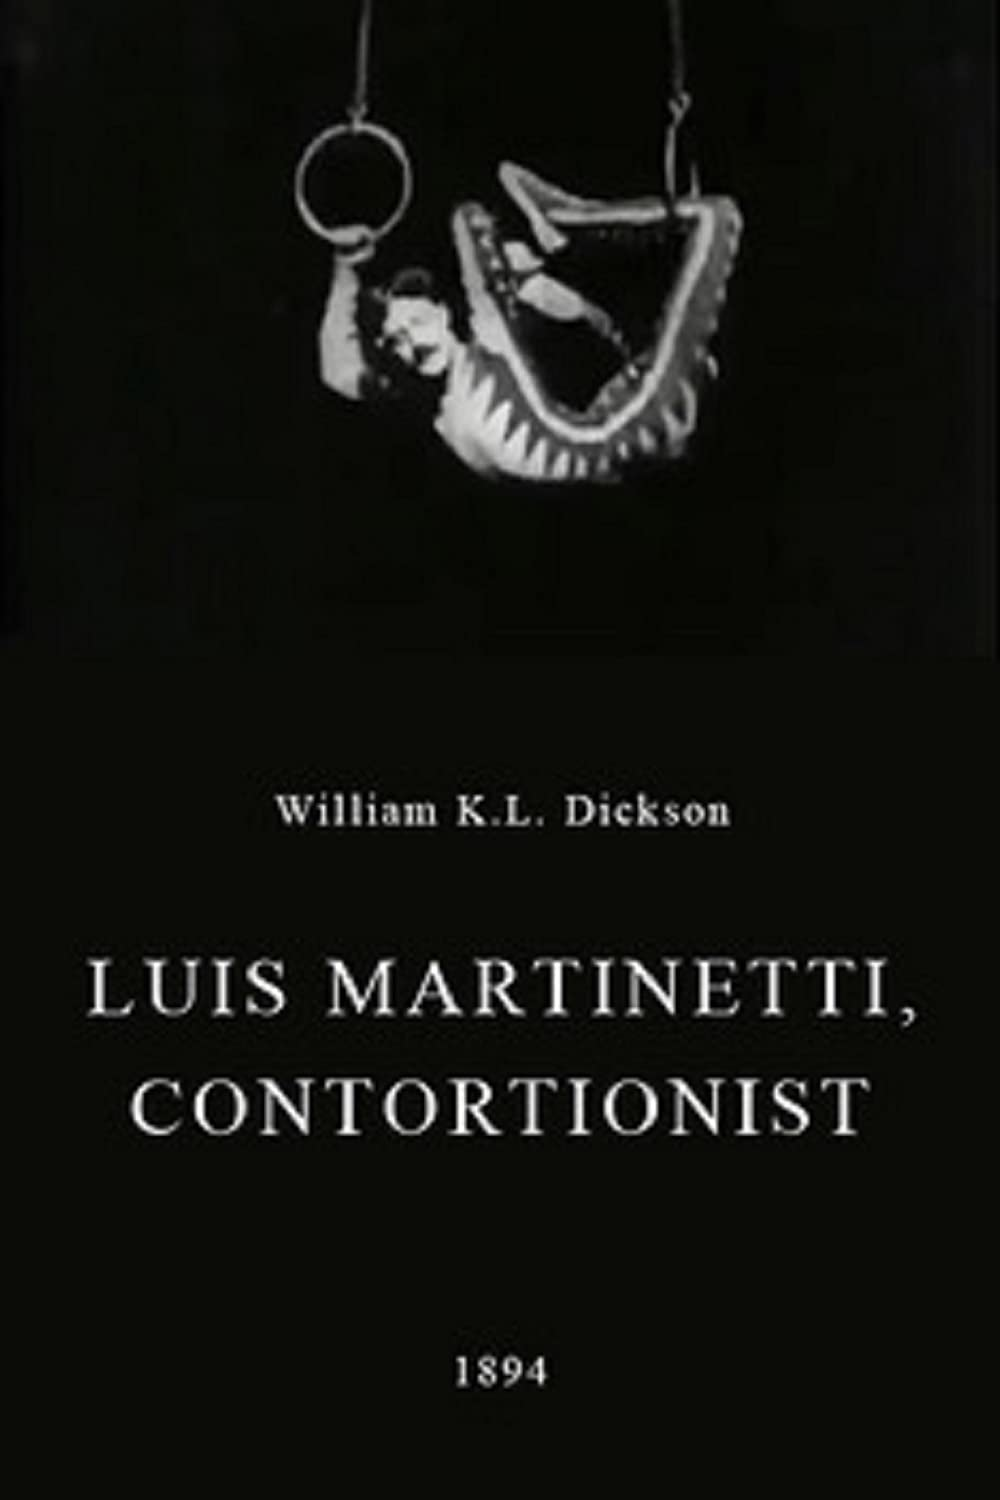 William K.L. Dickson
LUIS MARTINETTI,
CONTORTIONIST
1894